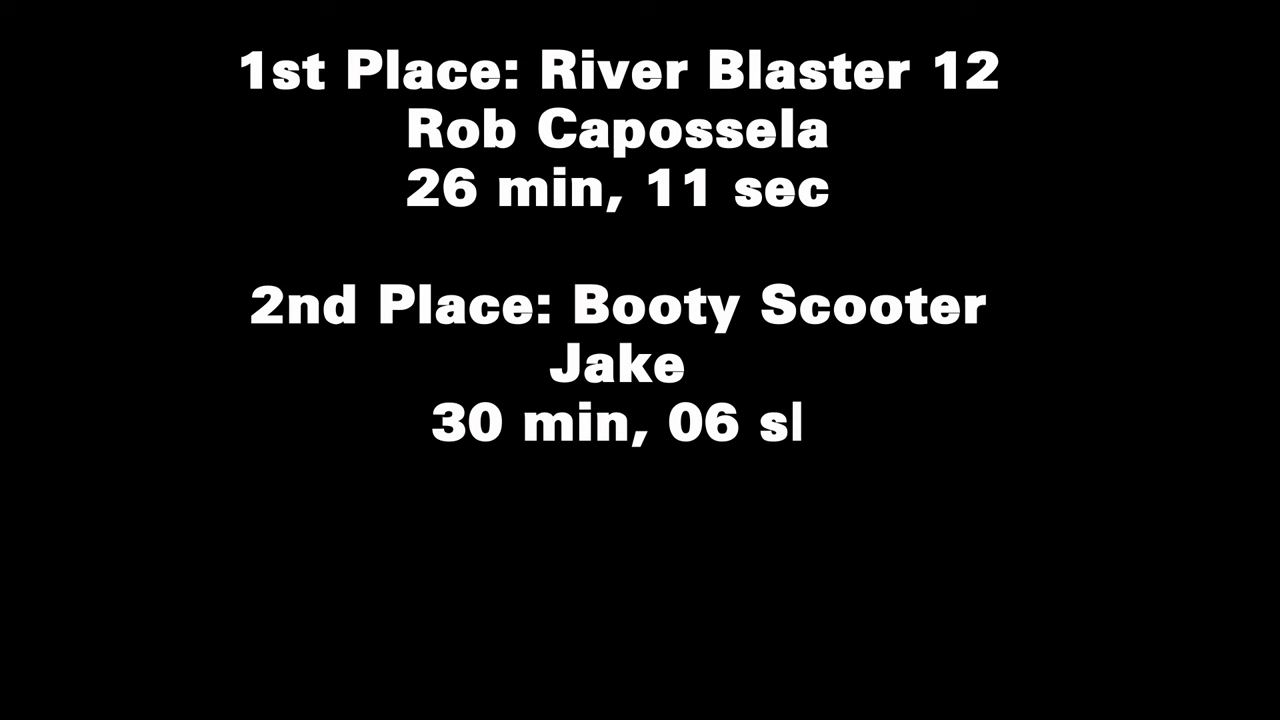 1st Place: River Blaster 12
Rob Capossela
26 min, 11 sec
2nd Place: Booty Scooter
Jake
30 min, 06 s